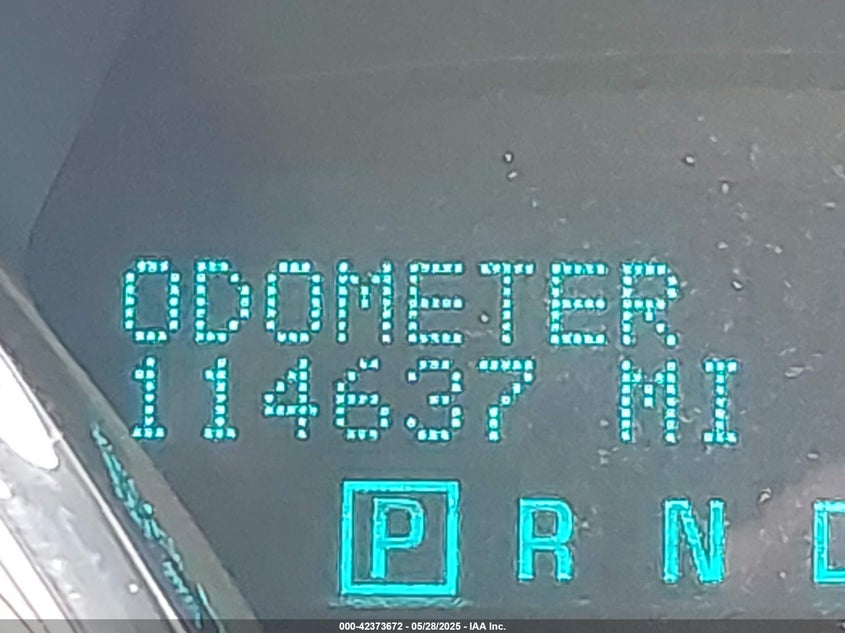 ODOMETER
114637 MI
P R N
000-42373672 - 05/28/2025 - IAA Inc.